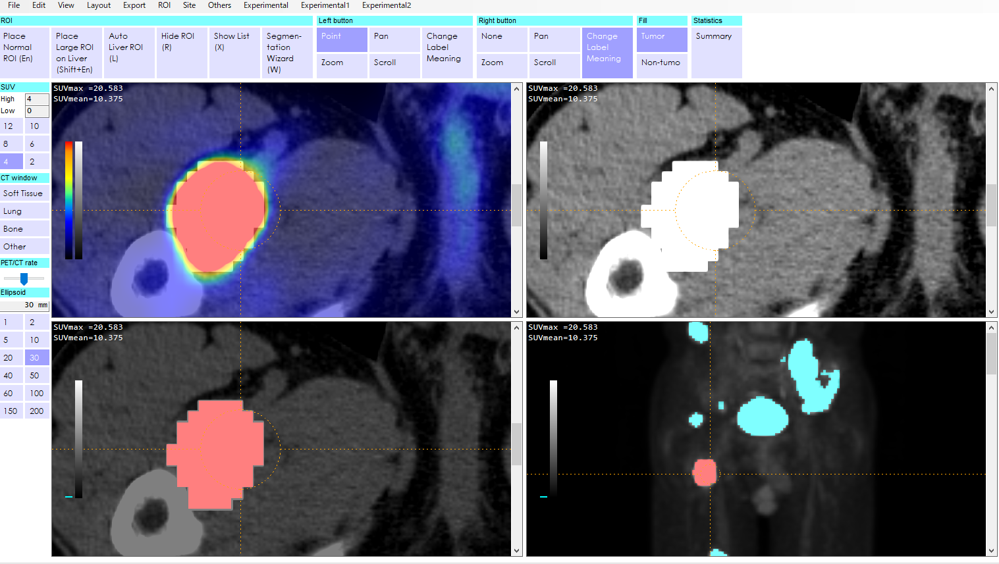 File Edit View Layout Export ROI Site Others Experimental Experimental1 Experimental2
ROI
Place
Normal
ROI (En)
Place
Large ROI
on Liver
(Shift+En)
Auto
Liver ROI
(L)
Hide ROI
(R)
Show List
(X)
Segmen-
tation
Wizard
(W)
Left button
Point
Pan
Change
Label
Meaning
Zoom
Scroll
Right button
None
Pan
Change
Label
Meaning
Zoom
Scroll
Fill
Tumor
Non-tumo
Statistics
Summary
SUV
High 4
Low 0
12 10
8 6
4 2
CT window
Soft Tissue
Lung
Bone
Other
PET/CT rate
Ellipsoid
30 mm
1 2
5 10
20 30
40 50
60 100
150 200
SUVmax =20.583
SUVmean=10.375
SUVmax =20.583
SUVmean=10.375
SUVmax =20.583
SUVmean=10.375
SUVmax =20.583
SUVmean=10.375